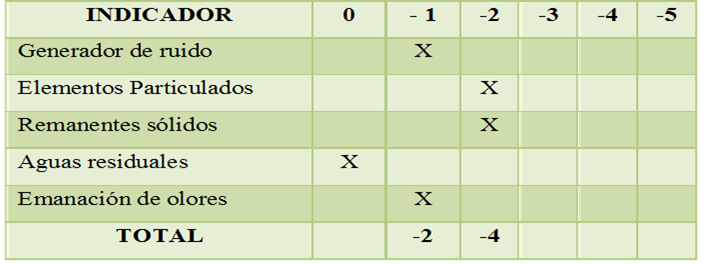 INDICADOR 0 - 1 -2 -3 -4 -5
Generador de ruido X
Elementos Particulados X
Remanentes sólidos X
Aguas residuales X
Emanación de olores X
TOTAL -2 -4